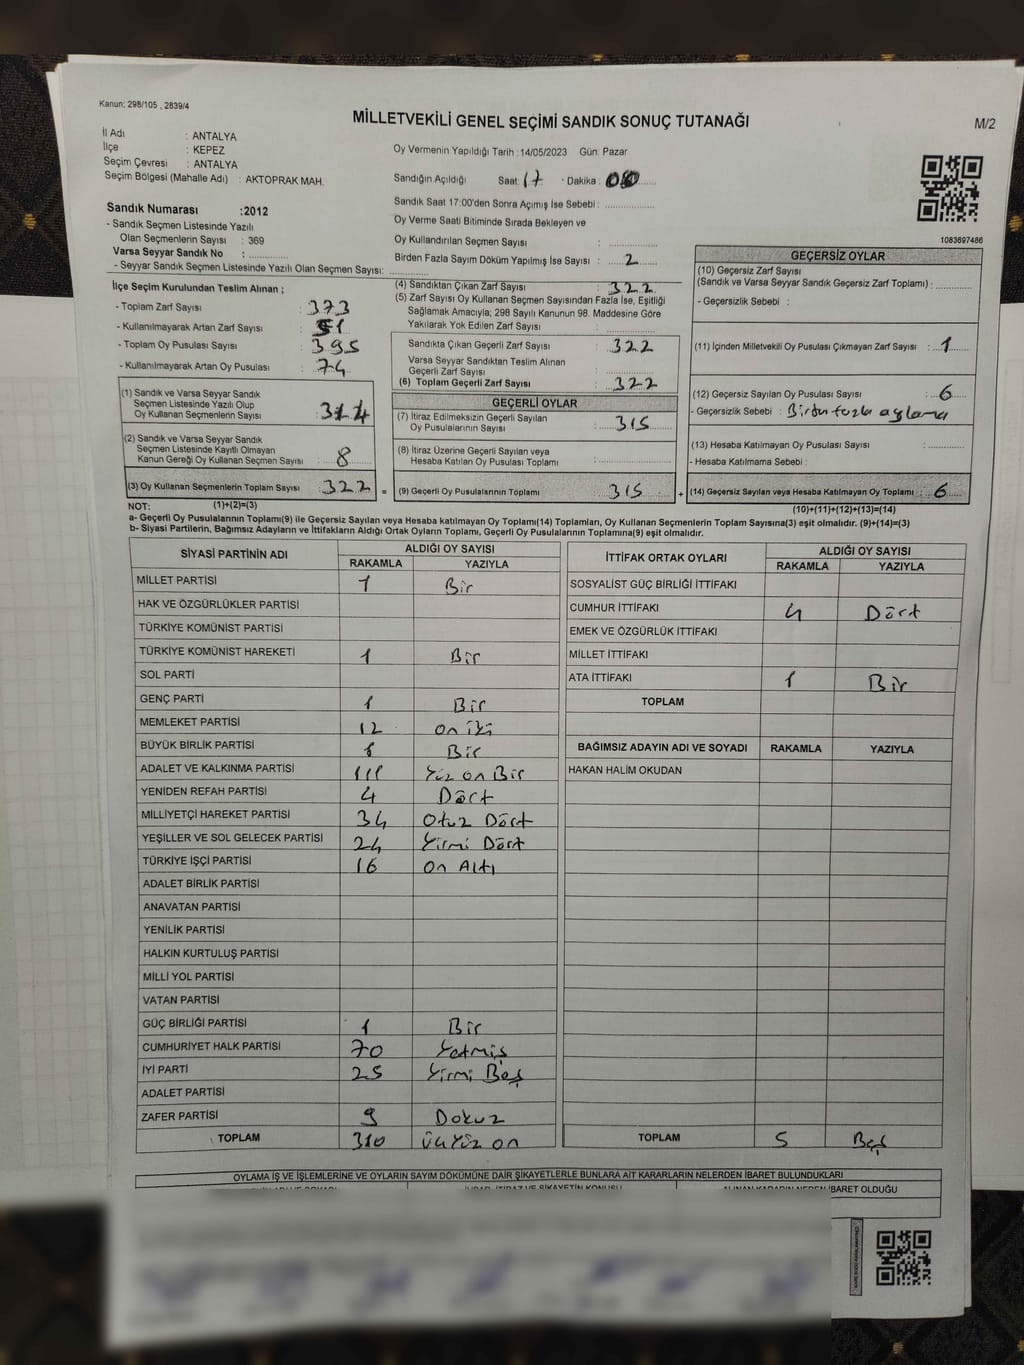 Kanun; 298/105 , 2839/4
MİLLETVEKİLİ GENEL SEÇİMİ SANDIK SONUÇ TUTANAĞI
M/2
İl Adı : ANTALYA
İlçe : KEPEZ
Seçim Çevresi : ANTALYA
Seçim Bölgesi (Mahalle Adı) : AKTOPRAK MAH.
Oy Vermenin Yapıldığı Tarih :14/05/2023 Gün: Pazar
Sandığın Açıldığı Saat: 17 Dakika :
Sandık Saat 17:00'den Sonra Açımış İse Sebebi :
Oy Verme Saati Bitiminde Sırada Bekleyen ve
Oy Kullandırılan Seçmen Sayısı :
Birden Fazla Sayım Döküm Yapılmış İse Sayısı : 2
1083697486
Sandık Numarası :2012
- Sandık Seçmen Listesinde Yazılı
Olan Seçmenlerin Sayısı : 369
Varsa Seyyar Sandık No :
- Seyyar Sandık Seçmen Listesinde Yazılı Olan Seçmen Sayısı:
İlçe Seçim Kurulundan Teslim Alınan ;
- Toplam Zarf Sayısı : 373
- Kullanılmayarak Artan Zarf Sayısı : 51
- Toplam Oy Pusulası Sayısı : 395
- Kullanılmayarak Artan Oy Pusulası : 74
(1) Sandık ve Varsa Seyyar Sandık
Seçmen Listesinde Yazılı Olup
Oy Kullanan Seçmenlerin Sayısı : 314
(2) Sandık ve Varsa Seyyar Sandık
Seçmen Listesinde Kayıtlı Olmayan
Kanun Gereği Oy Kullanan Seçmen Sayısı : 8
(3) Oy Kullanan Seçmenlerin Toplam Sayısı : 322 =
(4) Sandıktan Çıkan Zarf Sayısı : 322
(5) Zarf Sayısı Oy Kullanan Seçmen Sayısından Fazla İse, Eşitliği
Sağlamak Amacıyla; 298 Sayılı Kanunun 98. Maddesine Göre
Yakılarak Yok Edilen Zarf Sayısı :
Sandıkta Çıkan Geçerli Zarf Sayısı : 322
Varsa Seyyar Sandıktan Teslim Alınan
Geçerli Zarf Sayısı :
(6) Toplam Geçerli Zarf Sayısı : 322
GEÇERLİ OYLAR
(7) İtiraz Edilmeksizin Geçerli Sayılan
Oy Pusulalarının Sayısı : 315
(8) İtiraz Üzerine Geçerli Sayılan veya
Hesaba Katılan Oy Pusulası Toplamı :
(9) Geçerli Oy Pusulalarının Toplamı : 315 +
GEÇERSİZ OYLAR
(10) Geçersiz Zarf Sayısı
(Sandık ve Varsa Seyyar Sandık Geçersiz Zarf Toplamı) :
- Geçersizlik Sebebi :
(11) İçinden Milletvekili Oy Pusulası Çıkmayan Zarf Sayısı : 1
(12) Geçersiz Sayılan Oy Pusulası Sayısı : 6
- Geçersizlik Sebebi : Birden fazla
(13) Hesaba Katılmayan Oy Pusulası Sayısı :
- Hesaba Katılmama Sebebi :
(14) Geçersiz Sayılan veya Hesaba Katılmayan Oy Toplamı : 6
NOT: (1)+(2)=(3)
(10)+(11)+(12)+(13)=(14)
a- Geçerli Oy Pusulalarının Toplamı(9) ile Geçersiz Sayılan veya Hesaba katılmayan Oy Toplamı(14) Toplamları, Oy Kullanan Seçmenlerin Toplam Sayısına(3) eşit olmalıdır. (9)+(14)=(3)
b- Siyasi Partilerin, Bağımsız Adayların ve İttifakların Aldığı Ortak Oyların Toplamı, Geçerli Oy Pusulalarının Toplamına(9) eşit olmalıdır.
SİYASİ PARTİNİN ADI ALDIĞI OY SAYISI
RAKAMLA YAZIYLA
MİLLET PARTİSİ 1 Bir
HAK VE ÖZGÜRLÜKLER PARTİSİ
TÜRKİYE KOMÜNİST PARTİSİ
TÜRKİYE KOMÜNİST HAREKETİ 1 Bir
SOL PARTİ
GENÇ PARTİ 1 Bir
MEMLEKET PARTİSİ 12 on iki
BÜYÜK BİRLİK PARTİSİ 1 Bir
ADALET VE KALKINMA PARTİSİ 111 Yüz on Bir
YENİDEN REFAH PARTİSİ 4 Dört
MİLLİYETÇİ HAREKET PARTİSİ 34 Otuz Dört
YEŞİLLER VE SOL GELECEK PARTİSİ 24 Yirmi Dört
TÜRKİYE İŞÇİ PARTİSİ 16 on Altı
ADALET BİRLİK PARTİSİ
ANAVATAN PARTİSİ
YENİLİK PARTİSİ
HALKIN KURTULUŞ PARTİSİ
MİLLİ YOL PARTİSİ
VATAN PARTİSİ
GÜÇ BİRLİĞİ PARTİSİ 1 Bir
CUMHURİYET HALK PARTİSİ 70 Yetmiş
İYİ PARTİ 25 Yirmi Beş
ADALET PARTİSİ
ZAFER PARTİSİ 9 Dokuz
TOPLAM 310 üçyüz on
İTTİFAK ORTAK OYLARI ALDIĞI OY SAYISI
RAKAMLA YAZIYLA
SOSYALİST GÜÇ BİRLİĞİ İTTİFAKI
CUMHUR İTTİFAKI 4 Dört
EMEK VE ÖZGÜRLÜK İTTİFAKI
MİLLET İTTİFAKI
ATA İTTİFAKI 1 Bir
TOPLAM
BAĞIMSIZ ADAYIN ADI VE SOYADI RAKAMLA YAZIYLA
HAKAN HALİM OKUDAN
TOPLAM 5 Beş
OYLAMA İŞ VE İŞLEMLERİNE VE OYLARIN SAYIM DÖKÜMÜNE DAİR ŞİKAYETLERLE BUNLARA AİT KARARLARIN NELERDEN İBARET BULUNDUKLARI
ALINAN KARARIN NEDEN İBARET OLDUĞU